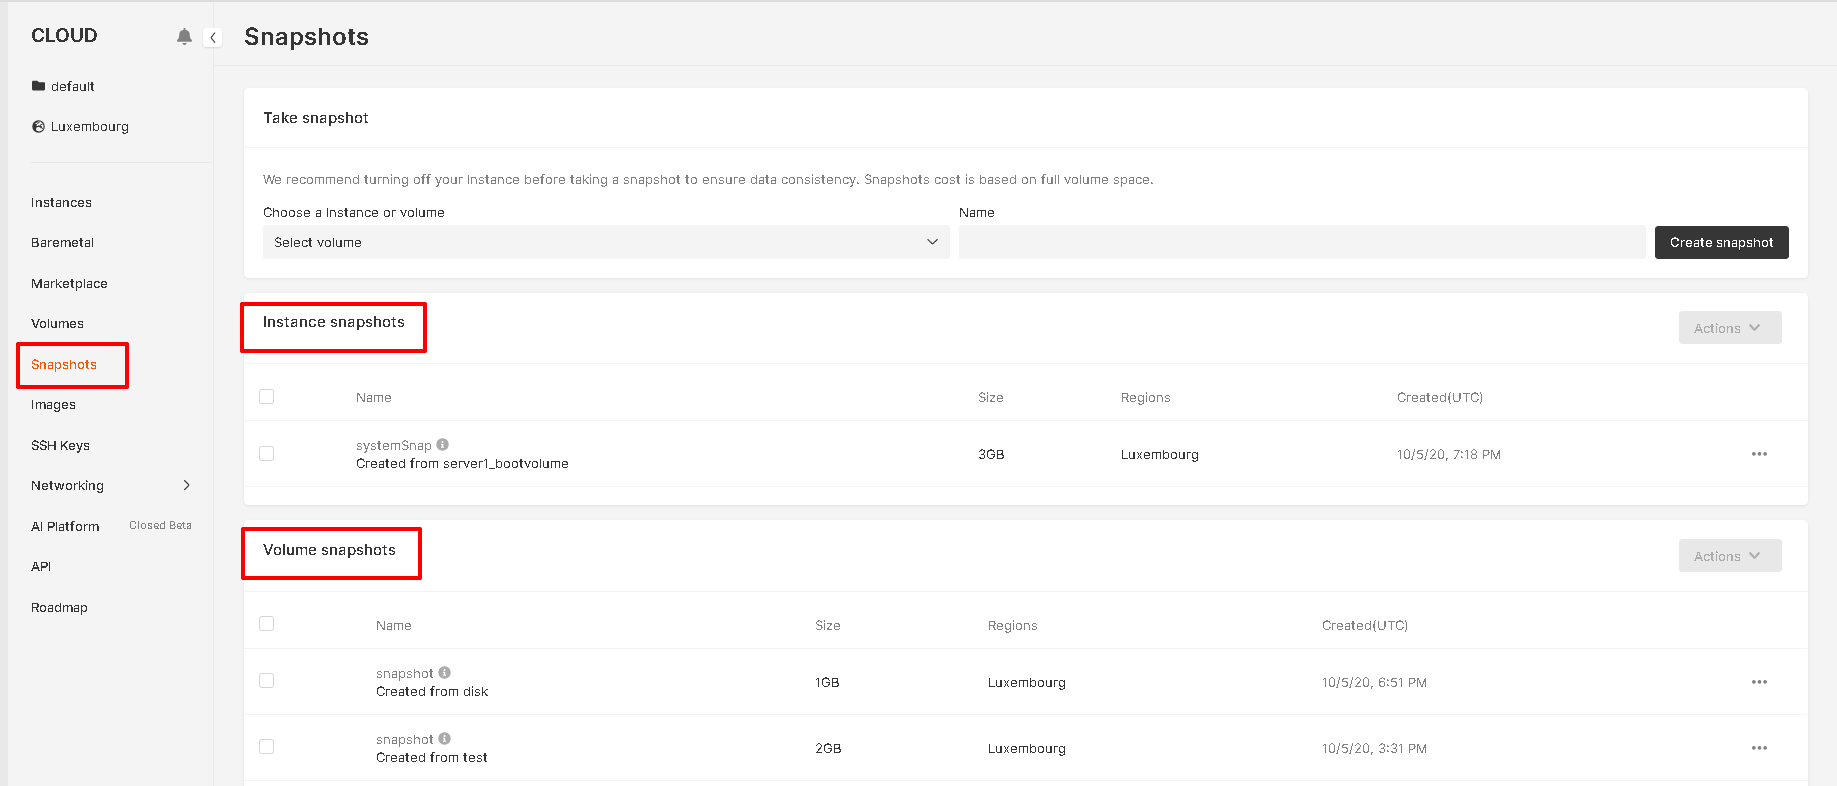 CLOUD
default
Luxembourg
Instances
Baremetal
Marketplace
Volumes
Snapshots
Images
SSH Keys
Networking
AI Platform Closed Beta
API
Roadmap
Snapshots
Take snapshot
We recommend turning off your Instance before taking a snapshot to ensure data consistency. Snapshots cost is based on full volume space.
Choose a Instance or volume Name
Select volume Create snapshot
Instance snapshots Actions
Name Size Regions Created(UTC)
systemSnap
Created from server1_bootvolume 3GB Luxembourg 10/5/20, 7:18 PM
Volume snapshots Actions
Name Size Regions Created(UTC)
snapshot
Created from disk 1GB Luxembourg 10/5/20, 6:51 PM
snapshot
Created from test 2GB Luxembourg 10/5/20, 3:31 PM